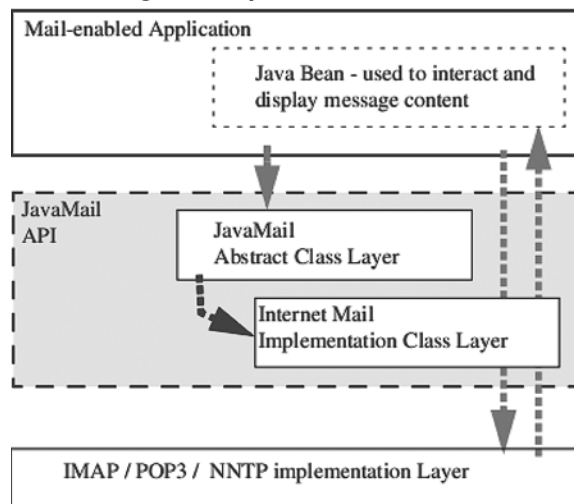 Mail-enabled Application
Java Bean - used to interact and
display message content
JavaMail
API
JavaMail
Abstract Class Layer
Internet Mail
Implementation Class Layer
IMAP / POP3 / NNTP implementation Layer